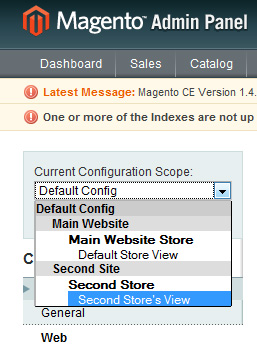 Magento Admin Panel
Dashboard Sales Catalog
Latest Message: Magento CE Version 1.4.
One or more of the Indexes are not up
Current Configuration Scope:
Default Config
Default Config
Main Website
Main Website Store
Default Store View
Second Site
Second Store
Second Store's View
C
General
Web